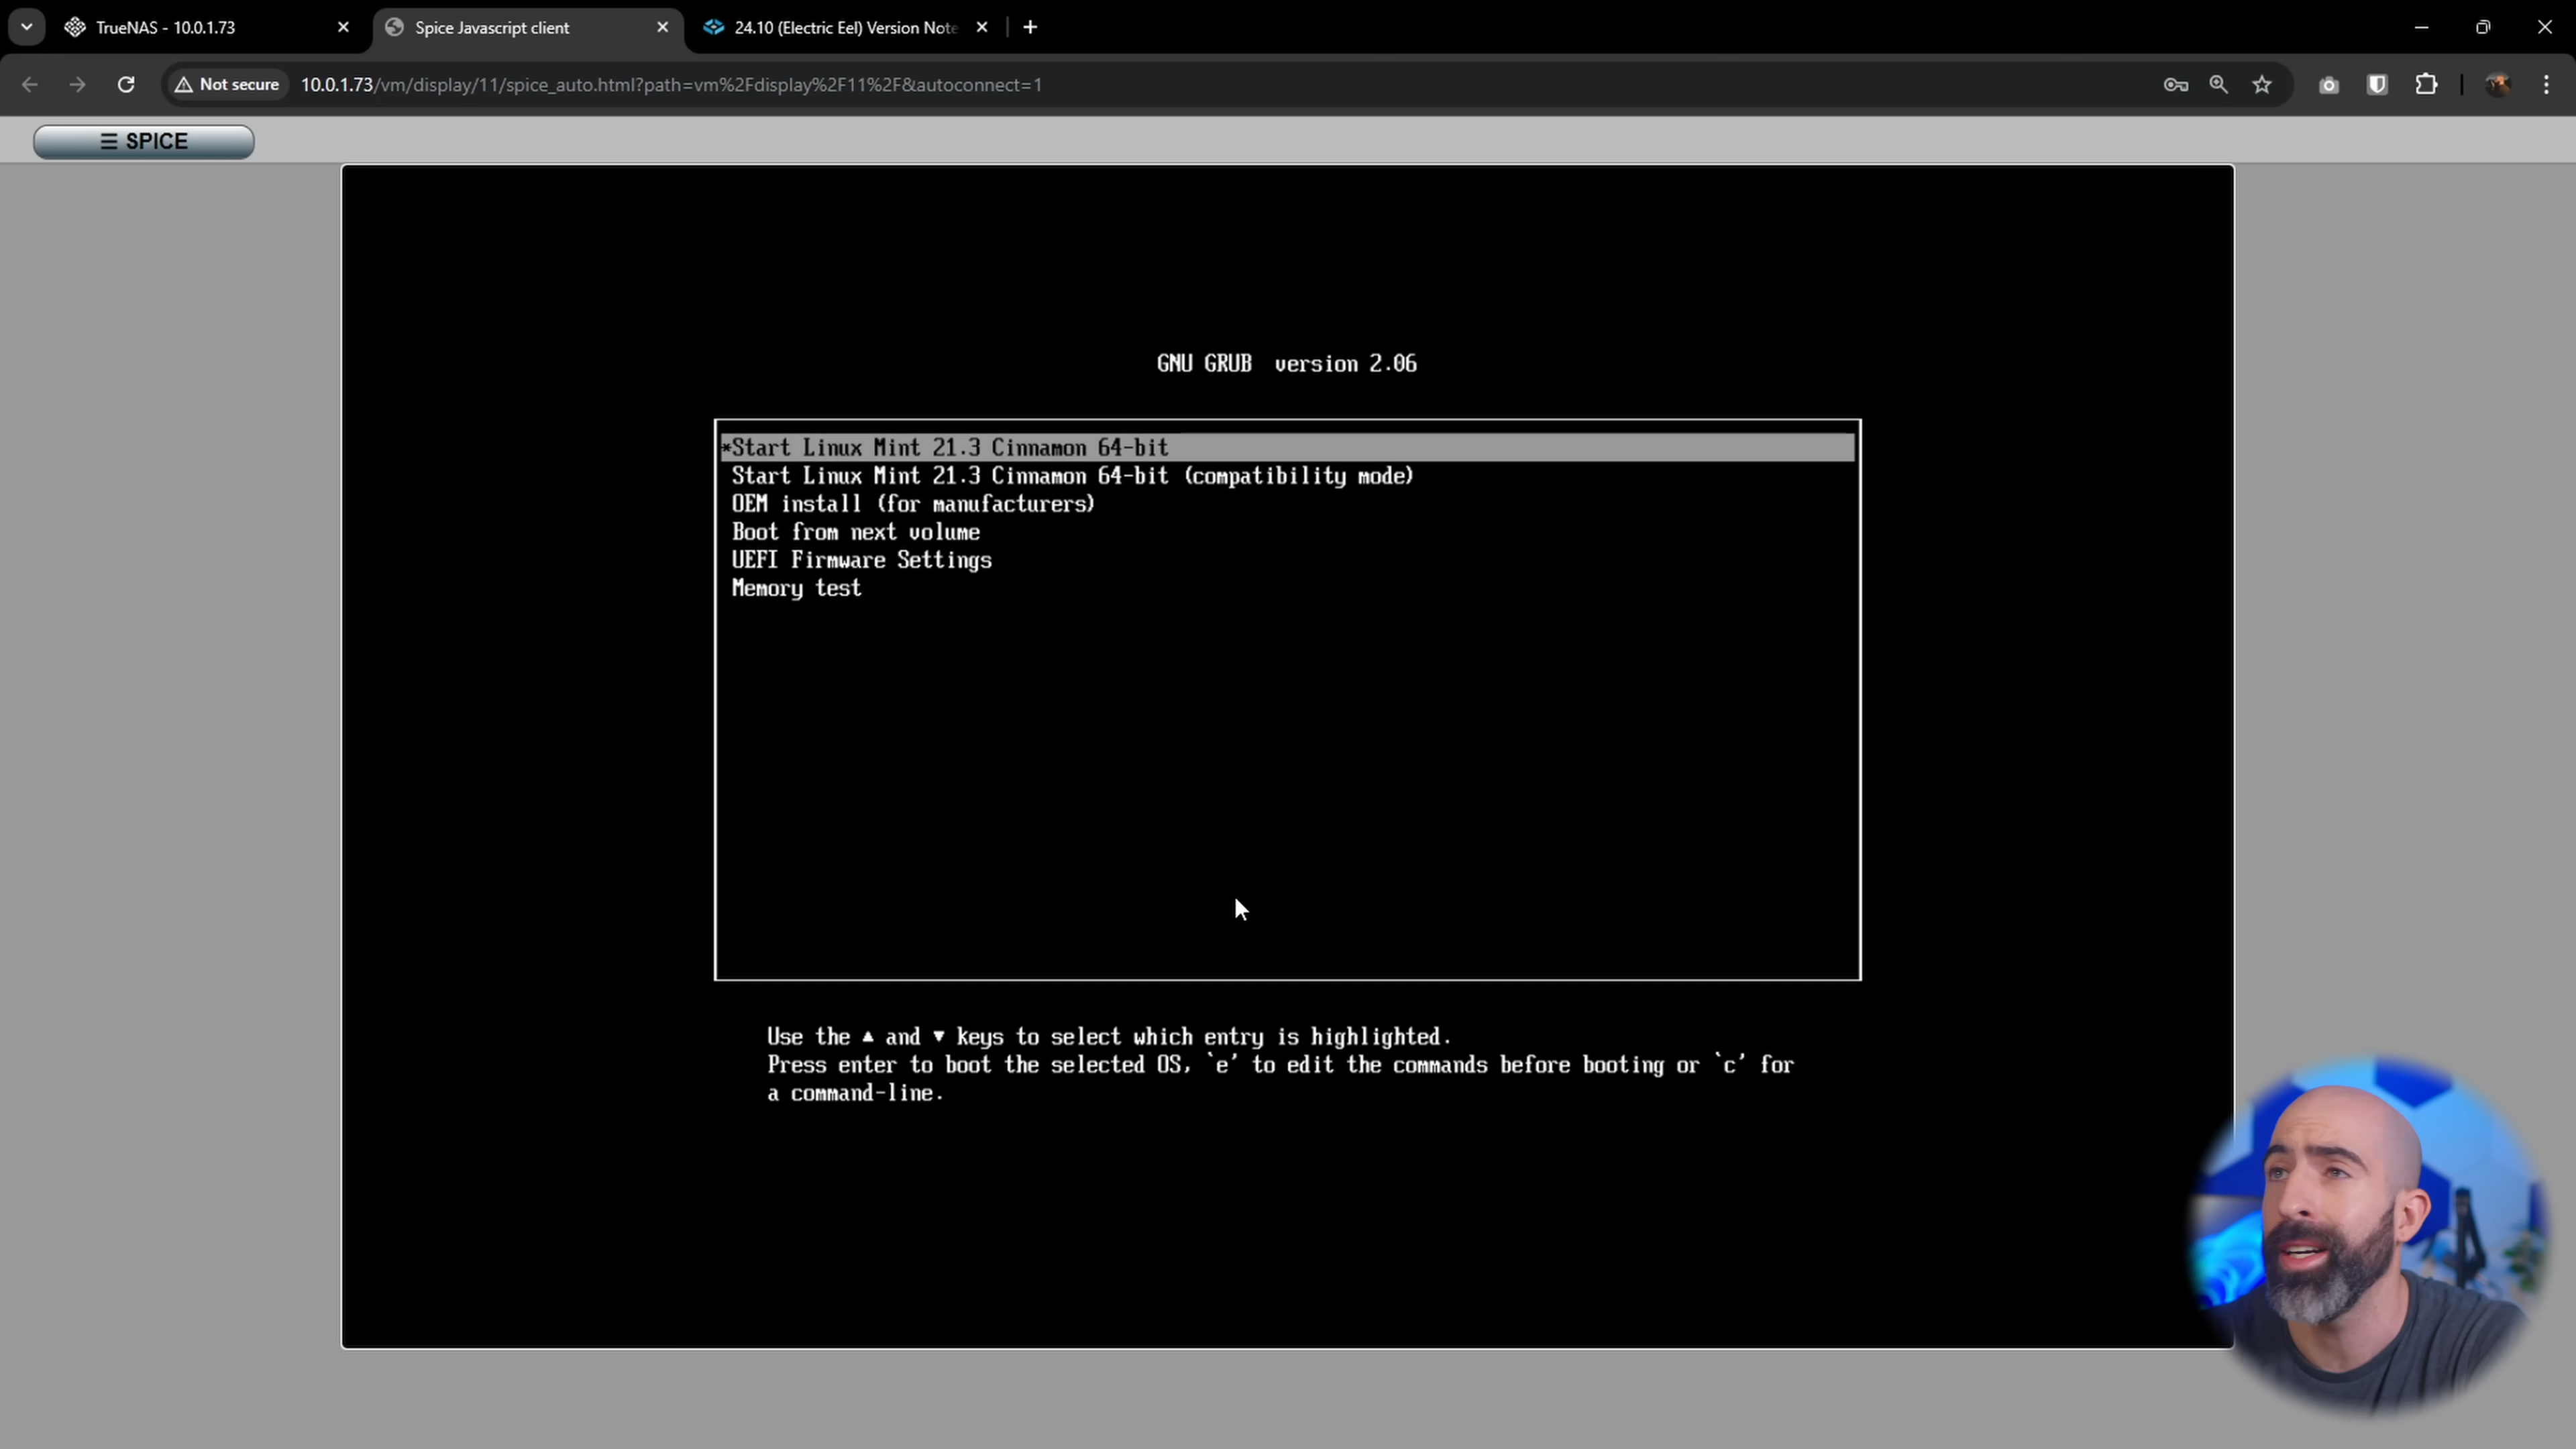 TrueNAS - 10.0.1.73
Spice Javascript client
24.10 (Electric Eel) Version Note
Not secure
10.0.1.73/vm/display/11/spice_auto.html?path=vm%2Fdisplay%2F11%2F&autoconnect=1
☰ SPICE
GNU GRUB version 2.06
*Start Linux Mint 21.3 Cinnamon 64-bit
Start Linux Mint 21.3 Cinnamon 64-bit (compatibility mode)
OEM install (for manufacturers)
Boot from next volume
UEFI Firmware Settings
Memory test
Use the ▲ and ▼ keys to select which entry is highlighted.
Press enter to boot the selected OS, `e' to edit the commands before booting or `c' for
a command-line.